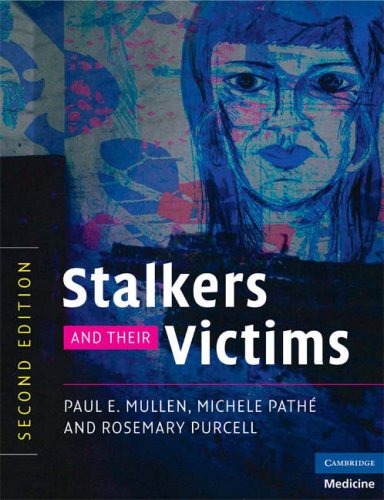 SECOND EDITION
Stalkers
AND THEIR
Victims
PAUL E. MULLEN, MICHELE PATHÉ
AND ROSEMARY PURCELL
CAMBRIDGE
Medicine